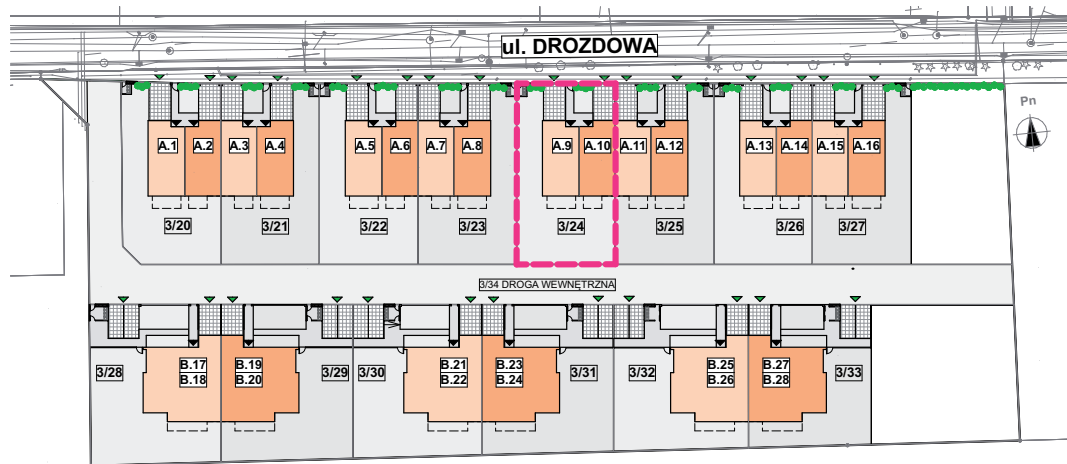 ul. DROZDOWA
Pn
A.1 A.2 A.3 A.4 A.5 A.6 A.7 A.8 A.9 A.10 A.11 A.12 A.13 A.14 A.15 A.16
3/20 3/21 3/22 3/23 3/24 3/25 3/26 3/27
3/34 DROGA WEWNĘTRZNA
B.17 B.19 B.21 B.23 B.25 B.27
3/28 3/29 3/30 3/31 3/32 3/33
B.18 B.20 B.22 B.24 B.26 B.28